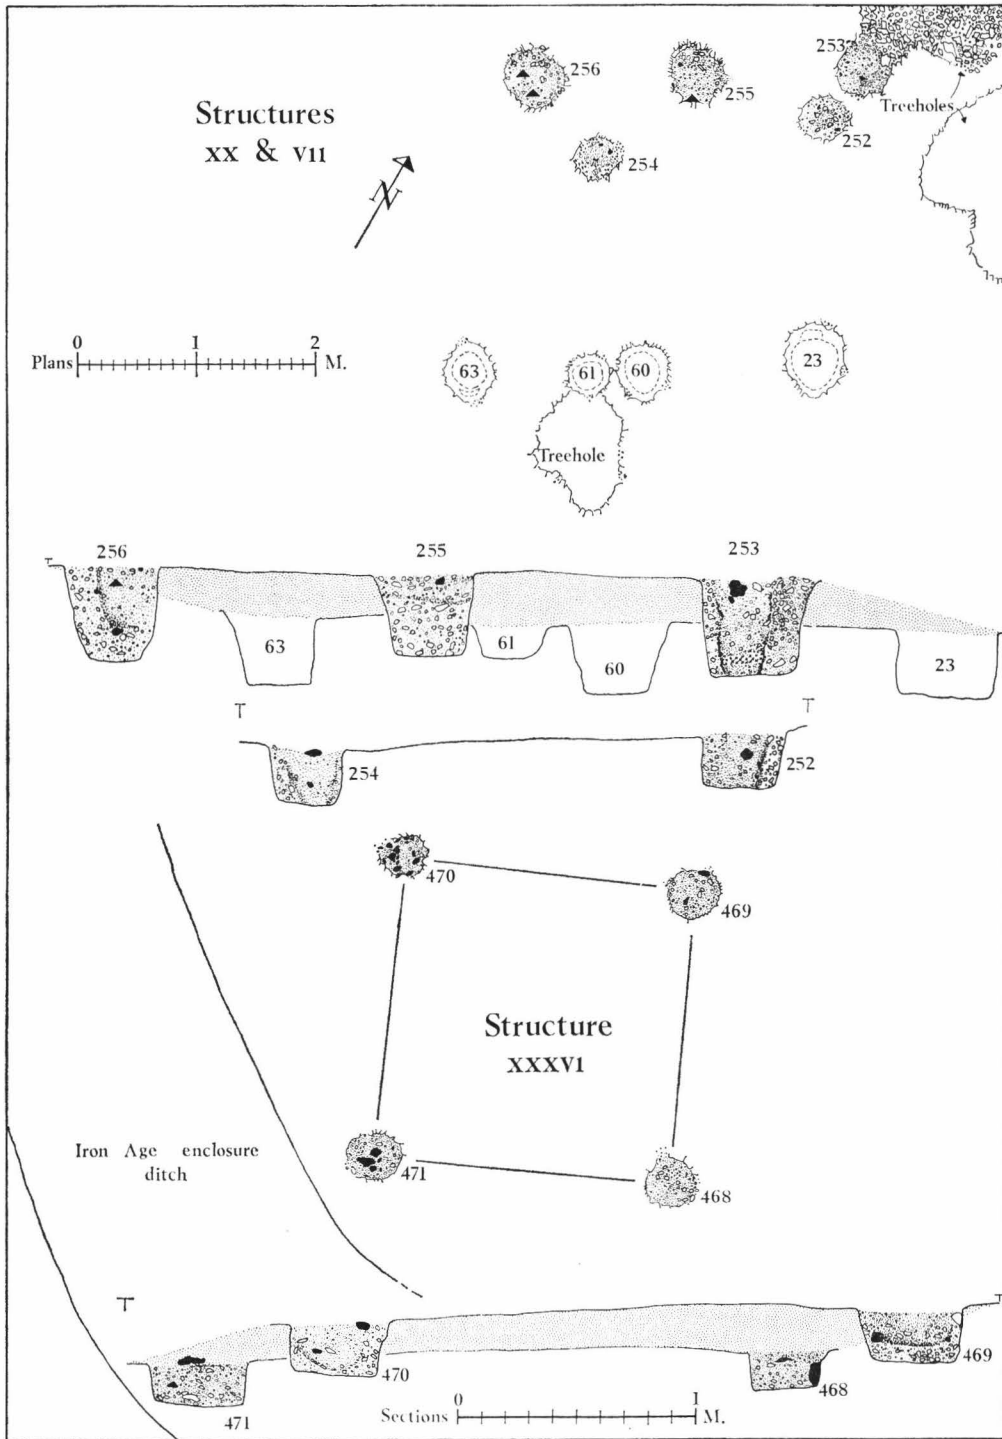 256
255
253
Treeholes
252
254
Structures
XX & V11
N
0 1 2
Plans M.
63
61
60
23
Treehole
256
255
253
63
61
60
23
T
T
T
254
252
470
469
Structure
XXXV1
Iron Age enclosure
ditch
471
468
T
T
470
469
471
468
0 1
Sections M.